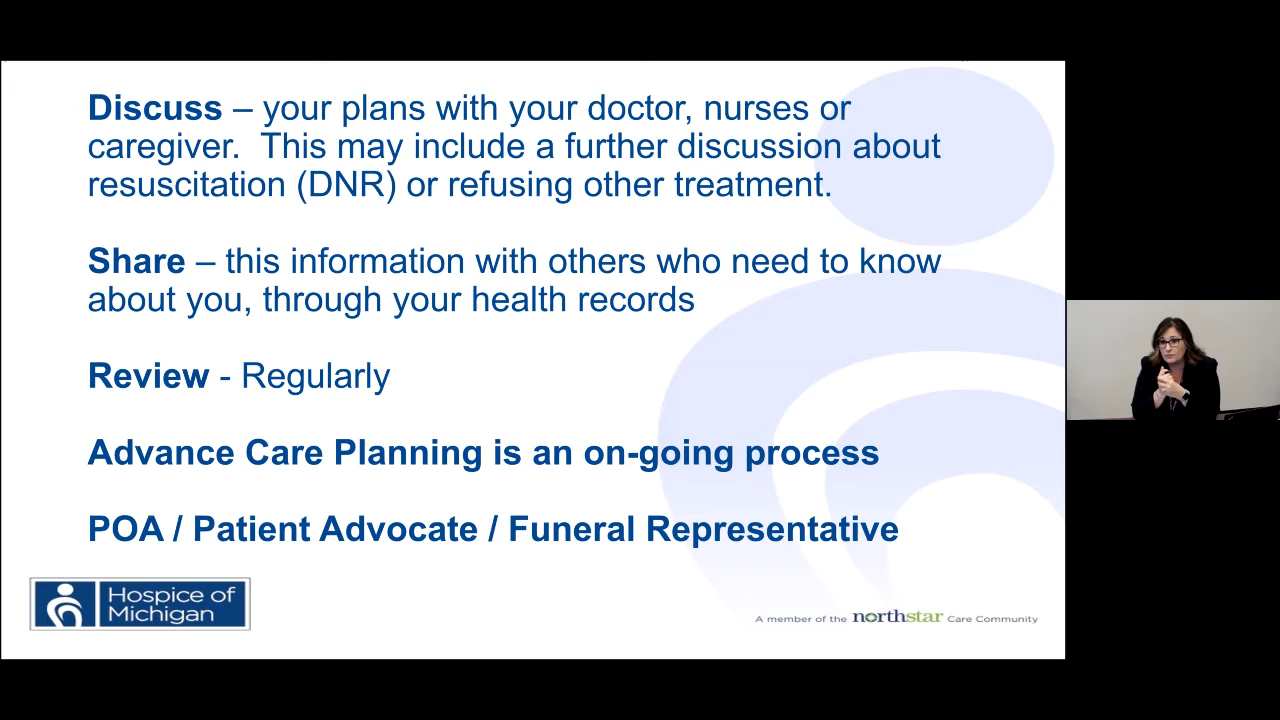 Discuss – your plans with your doctor, nurses or
caregiver.  This may include a further discussion about
resuscitation (DNR) or refusing other treatment.
Share – this information with others who need to know
about you, through your health records
Review - Regularly
Advance Care Planning is an on-going process
POA / Patient Advocate / Funeral Representative
Hospice of
Michigan
A member of the northstar Care Community